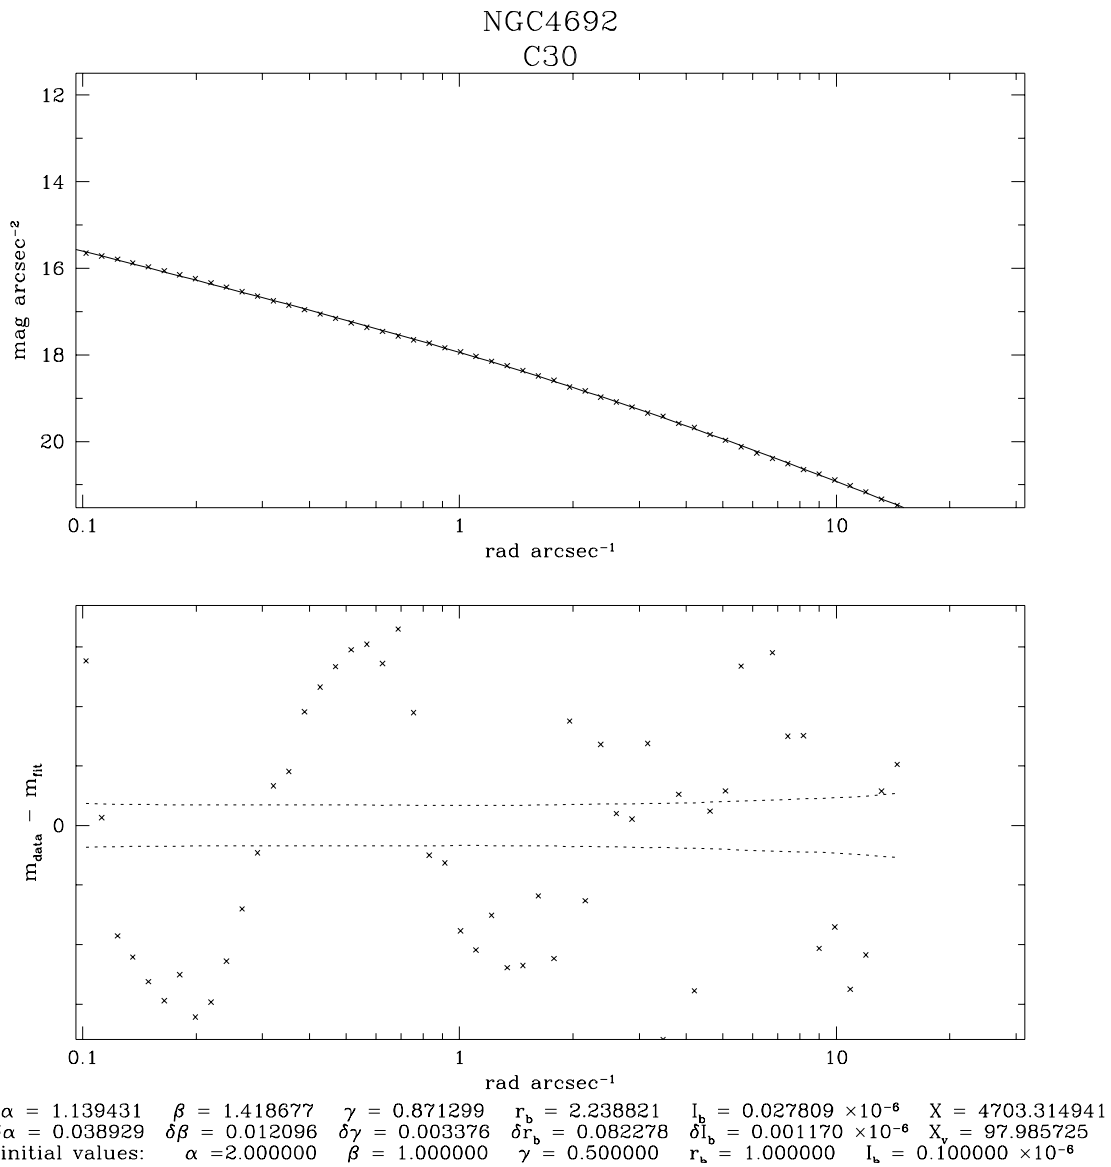 NGC4692
C30
12
14
16
18
20
mag arcsec⁻²
0.1 1 10
rad arcsec⁻¹
0
m_data − m_fit
0.1 1 10
rad arcsec⁻¹
α = 1.139431 β = 1.418677 γ = 0.871299 r_b = 2.238821 I_b = 0.027809 ×10⁻⁶ X = 4703.314941
α = 0.038929 δβ = 0.012096 δγ = 0.003376 δr_b = 0.082278 δI_b = 0.001170 ×10⁻⁶ X_v = 97.985725
initial values: α =2.000000 β = 1.000000 γ = 0.500000 r_b = 1.000000 I_b = 0.100000 ×10⁻⁶